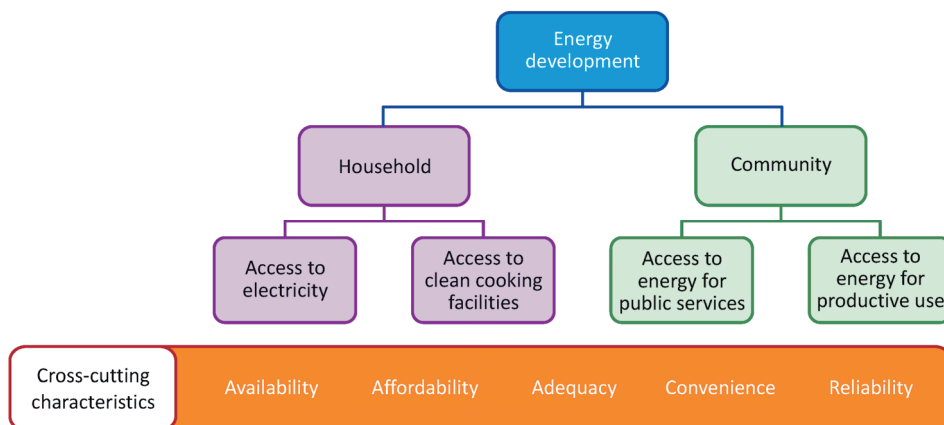 Energy
development
Household
Community
Access to
electricity
Access to
clean cooking
facilities
Access to
energy for
public services
Access to
energy for
productive use
Cross-cutting
characteristics
Availability
Affordability
Adequacy
Convenience
Reliability